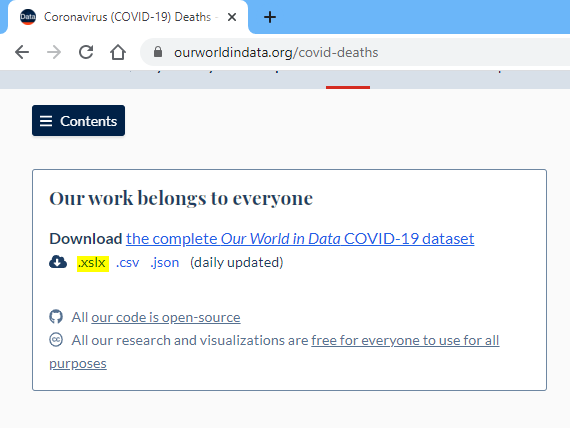 Data Coronavirus (COVID-19) Deaths -
ourworldindata.org/covid-deaths
Contents
Our work belongs to everyone
Download the complete Our World in Data COVID-19 dataset
.xslx .csv .json (daily updated)
All our code is open-source
cc All our research and visualizations are free for everyone to use for all
purposes